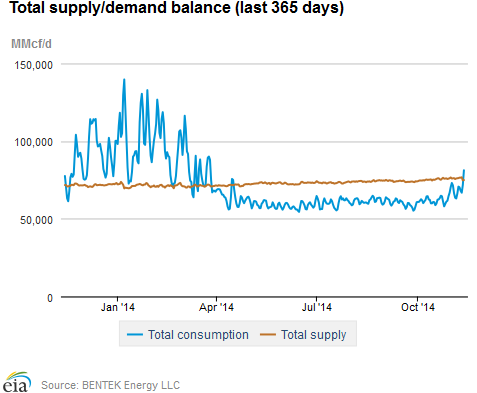 Total supply/demand balance (last 365 days)
MMcf/d
150,000
100,000
50,000
0
Jan '14 Apr '14 Jul '14 Oct '14
Total consumption Total supply
eia Source: BENTEK Energy LLC